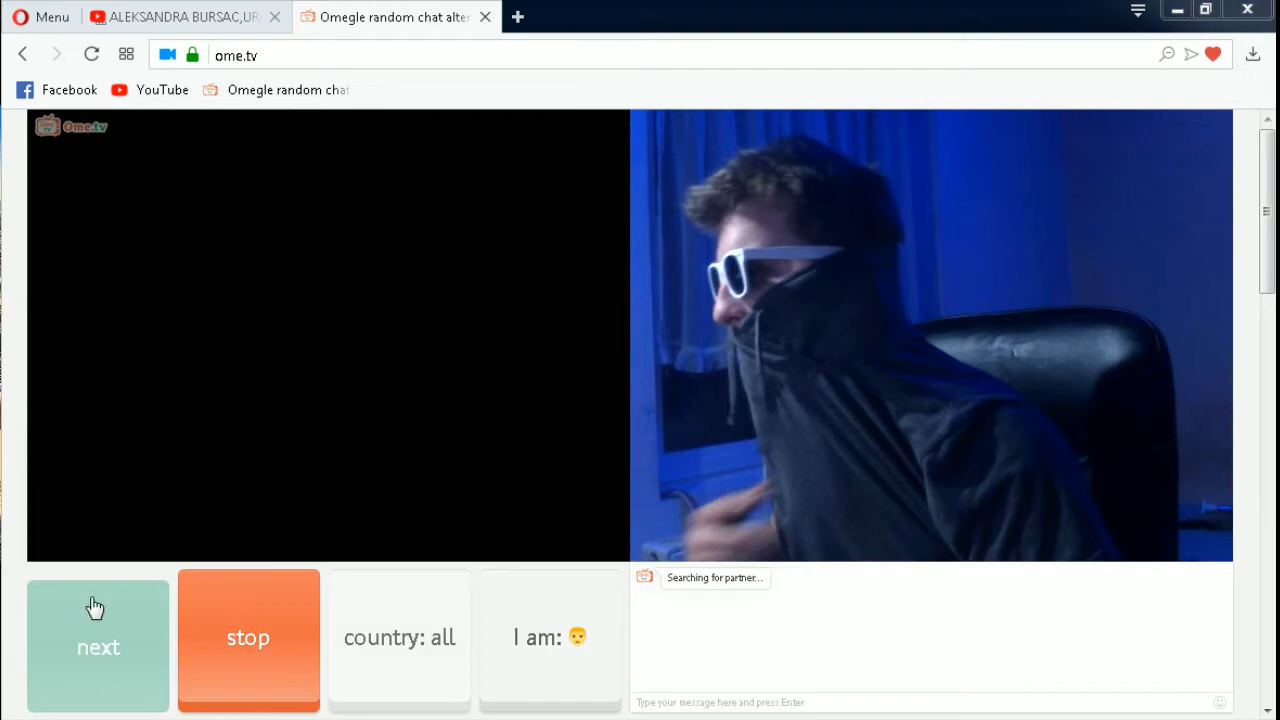 Menu
ALEKSANDRA BURSAC,UR
Omegle random chat alter
ome.tv
Facebook
YouTube
Omegle random chat
Ome.tv
next
stop
country: all
I am:
Searching for partner...
Type your message here and press Enter